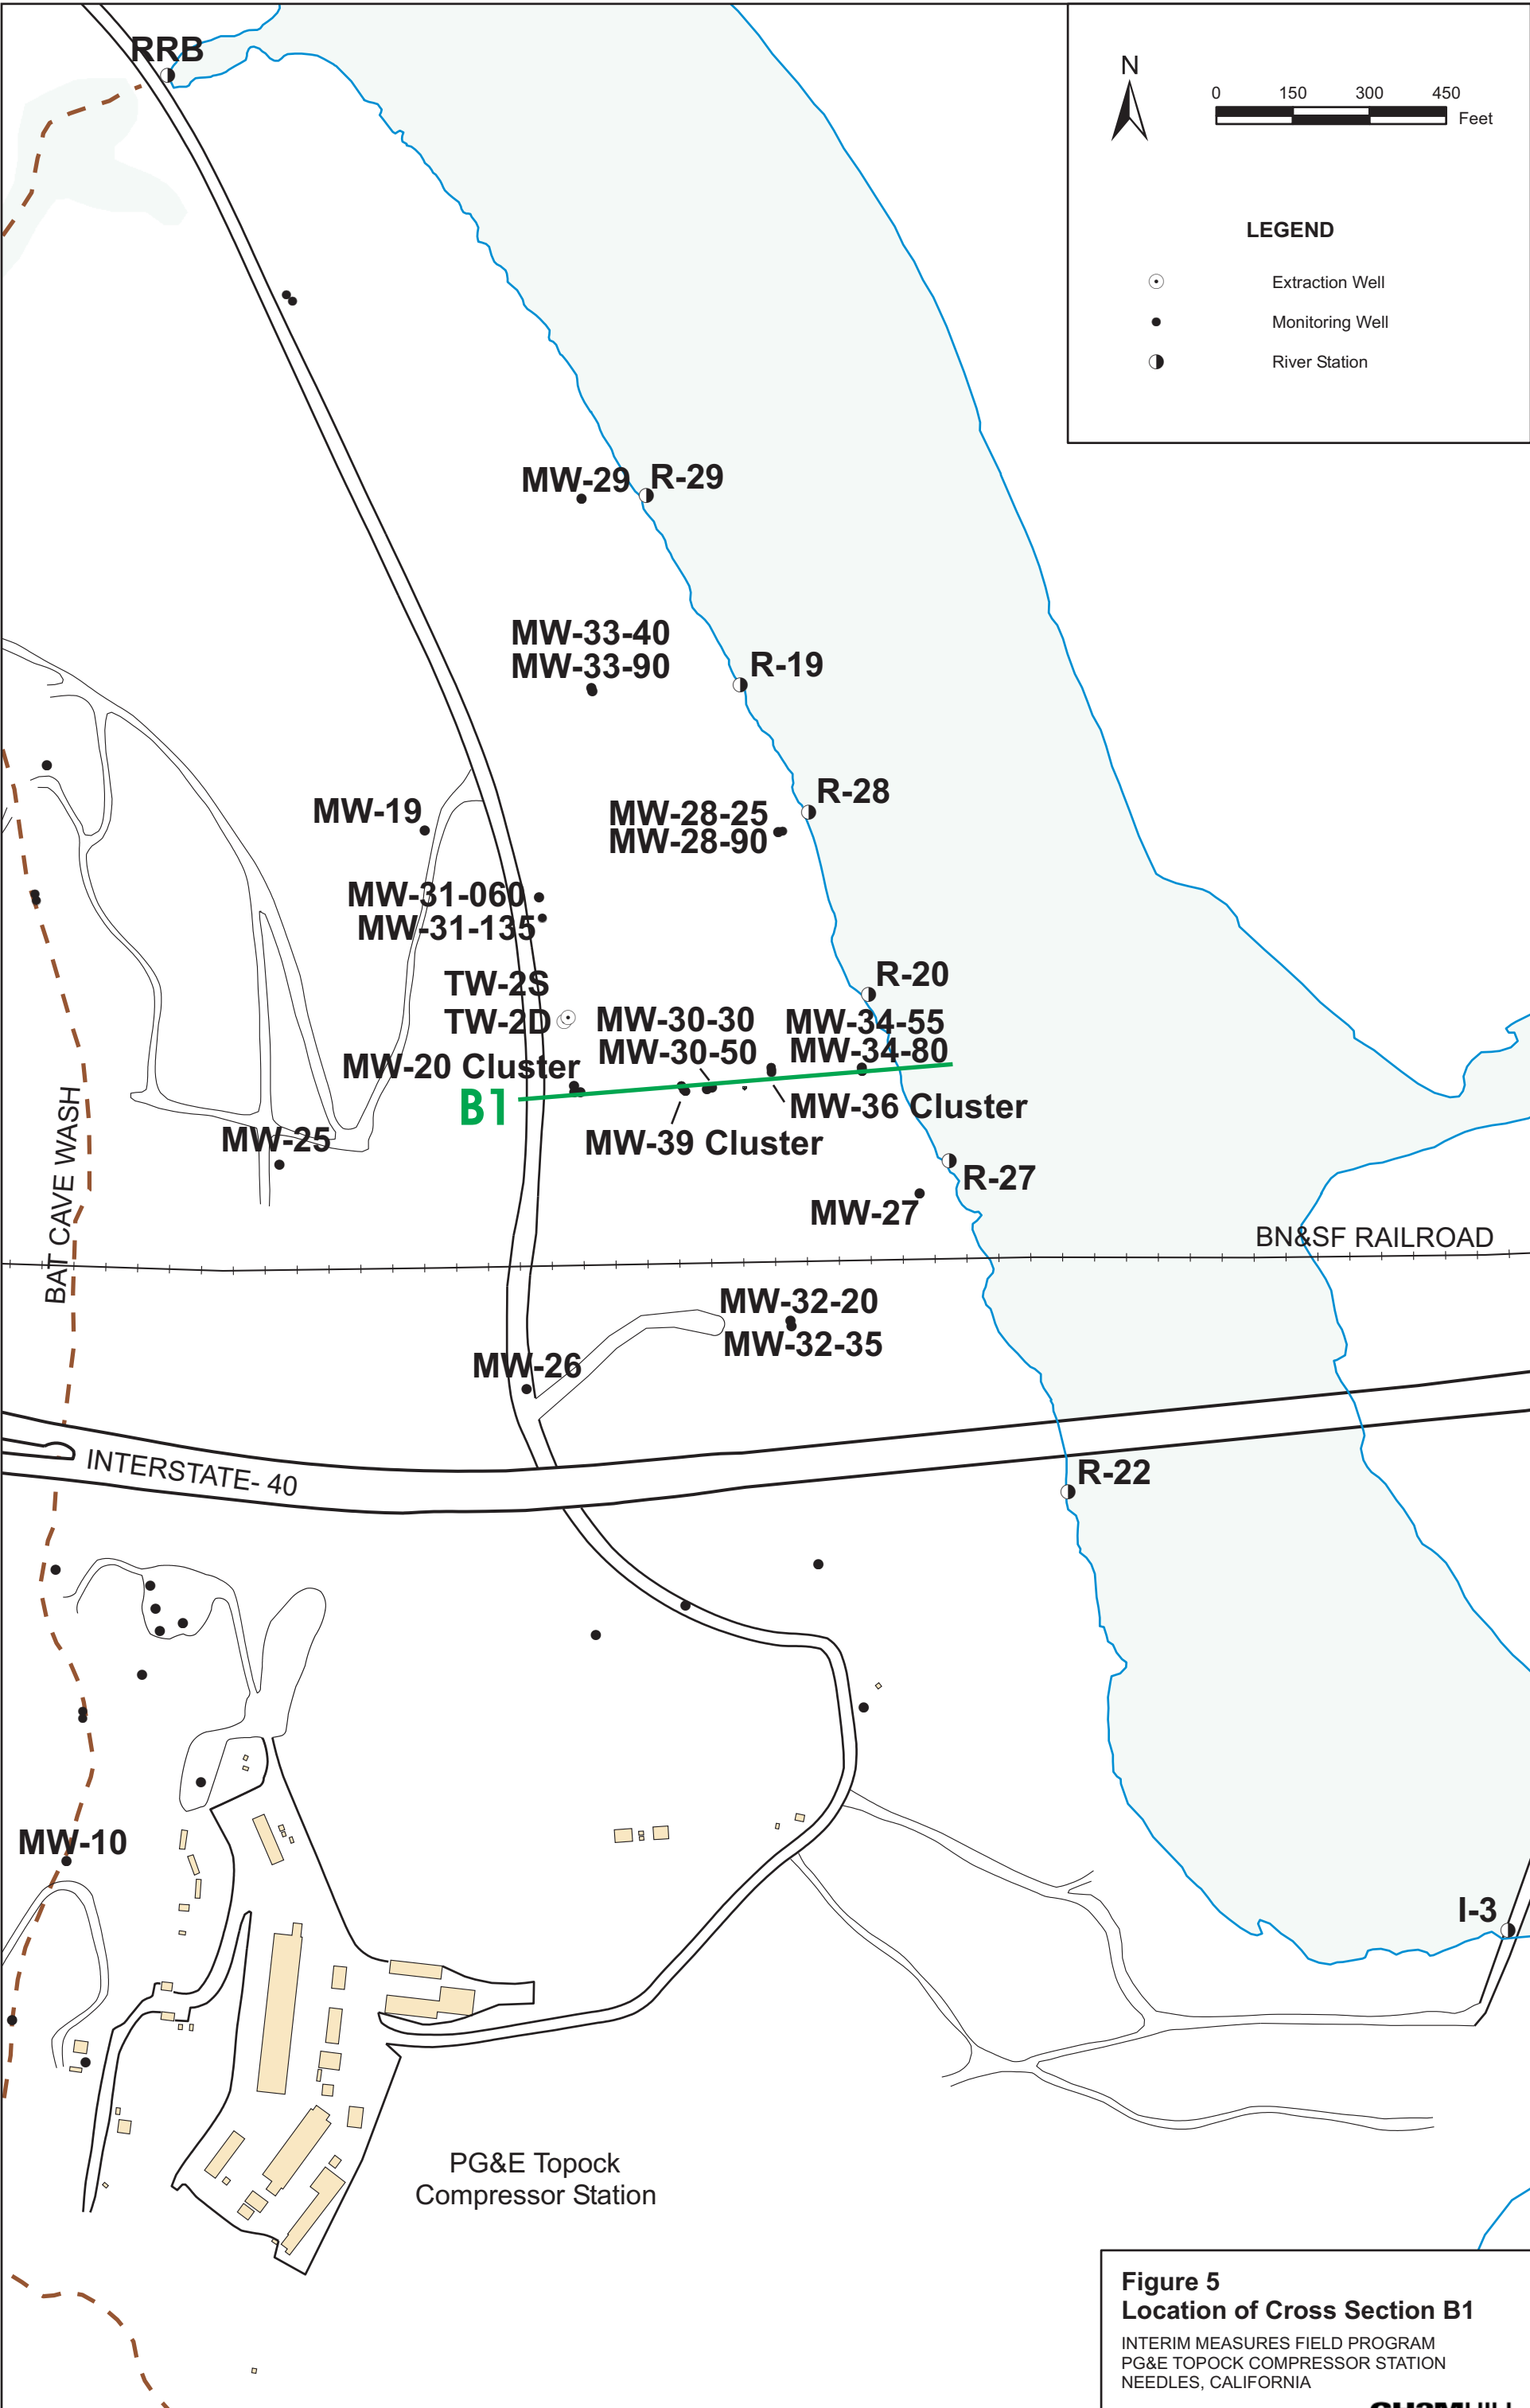 RRB
N
0 150 300 450
Feet
LEGEND
Extraction Well
Monitoring Well
River Station
MW-29
R-29
MW-33-40
MW-33-90
R-19
R-28
MW-19
MW-28-25
MW-28-90
MW-31-060
MW-31-135
TW-2S
TW-2D
R-20
MW-30-30
MW-30-50
MW-34-55
MW-34-80
MW-20 Cluster
B1
MW-36 Cluster
MW-39 Cluster
MW-25
BAT CAVE WASH
R-27
MW-27
BN&SF RAILROAD
MW-32-20
MW-32-35
MW-26
INTERSTATE- 40
R-22
MW-10
I-3
PG&E Topock
Compressor Station
Figure 5
Location of Cross Section B1
INTERIM MEASURES FIELD PROGRAM
PG&E TOPOCK COMPRESSOR STATION
NEEDLES, CALIFORNIA